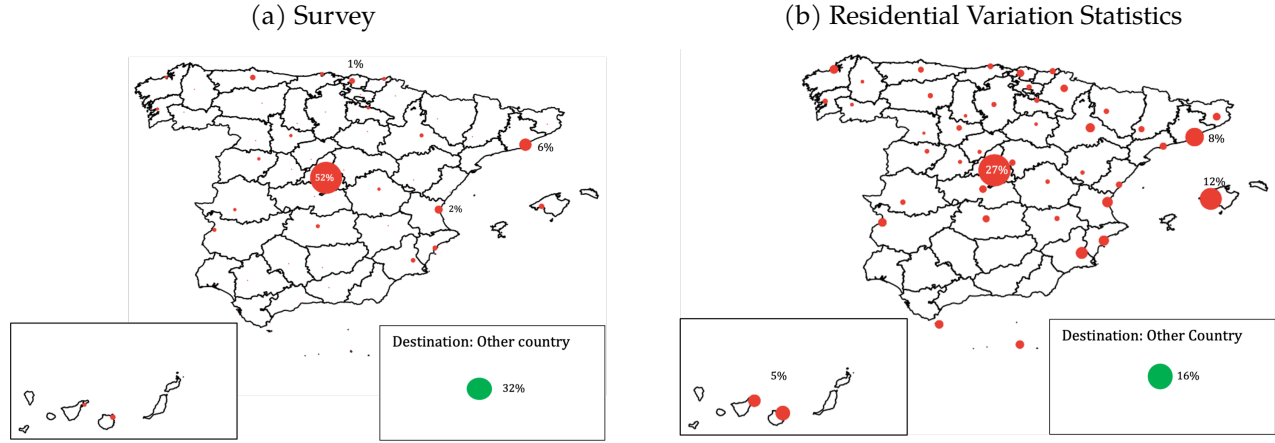 (a) Survey
1%
6%
52%
2%
Destination: Other country
32%
(b) Residential Variation Statistics
8%
27%
12%
Destination: Other Country
5%
16%